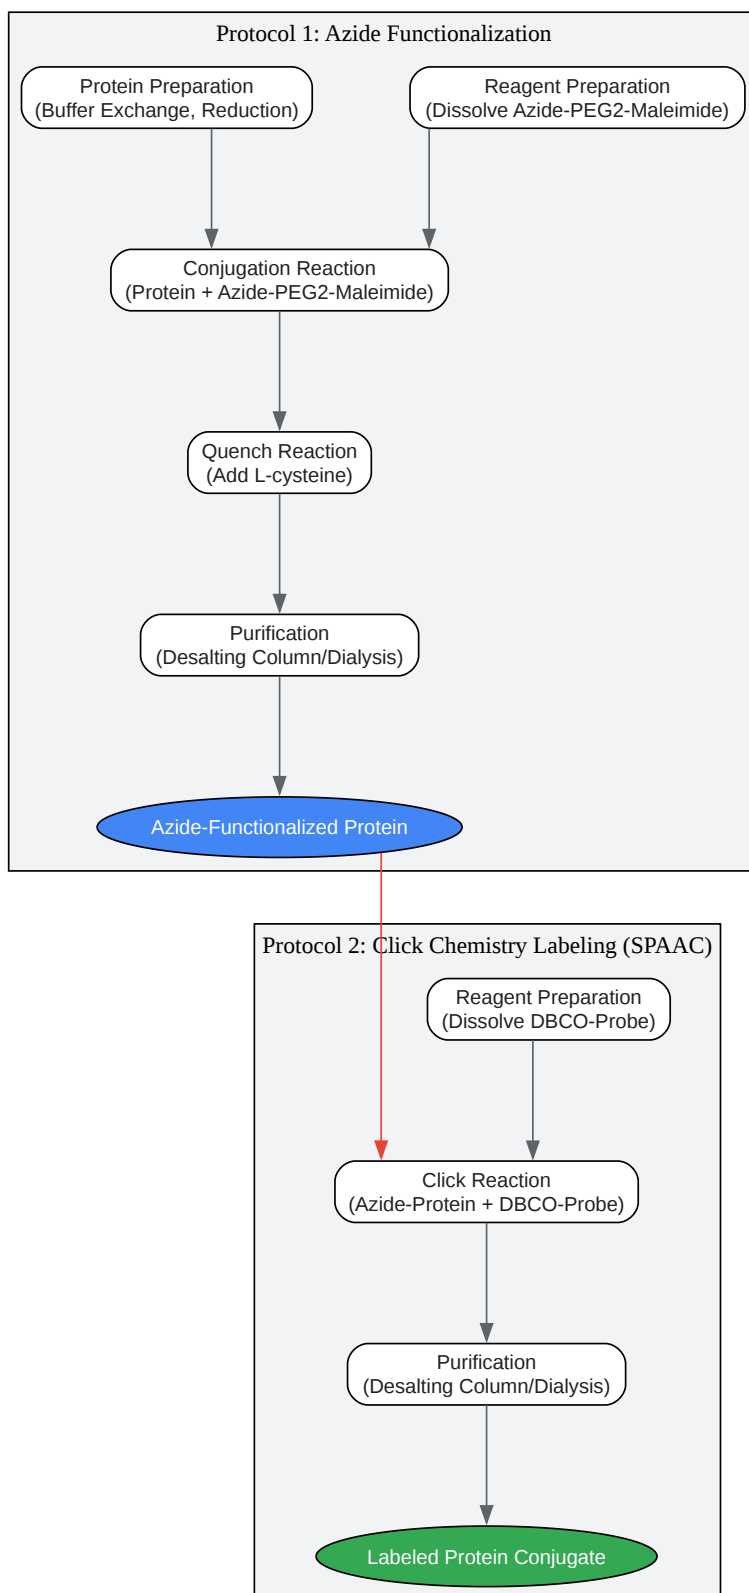 Protocol 1: Azide Functionalization
Protein Preparation
(Buffer Exchange, Reduction)
Reagent Preparation
(Dissolve Azide-PEG2-Maleimide)
Conjugation Reaction
(Protein + Azide-PEG2-Maleimide)
Quench Reaction
(Add L-cysteine)
Purification
(Desalting Column/Dialysis)
Azide-Functionalized Protein
Protocol 2: Click Chemistry Labeling (SPAAC)
Reagent Preparation
(Dissolve DBCO-Probe)
Click Reaction
(Azide-Protein + DBCO-Probe)
Purification
(Desalting Column/Dialysis)
Labeled Protein Conjugate